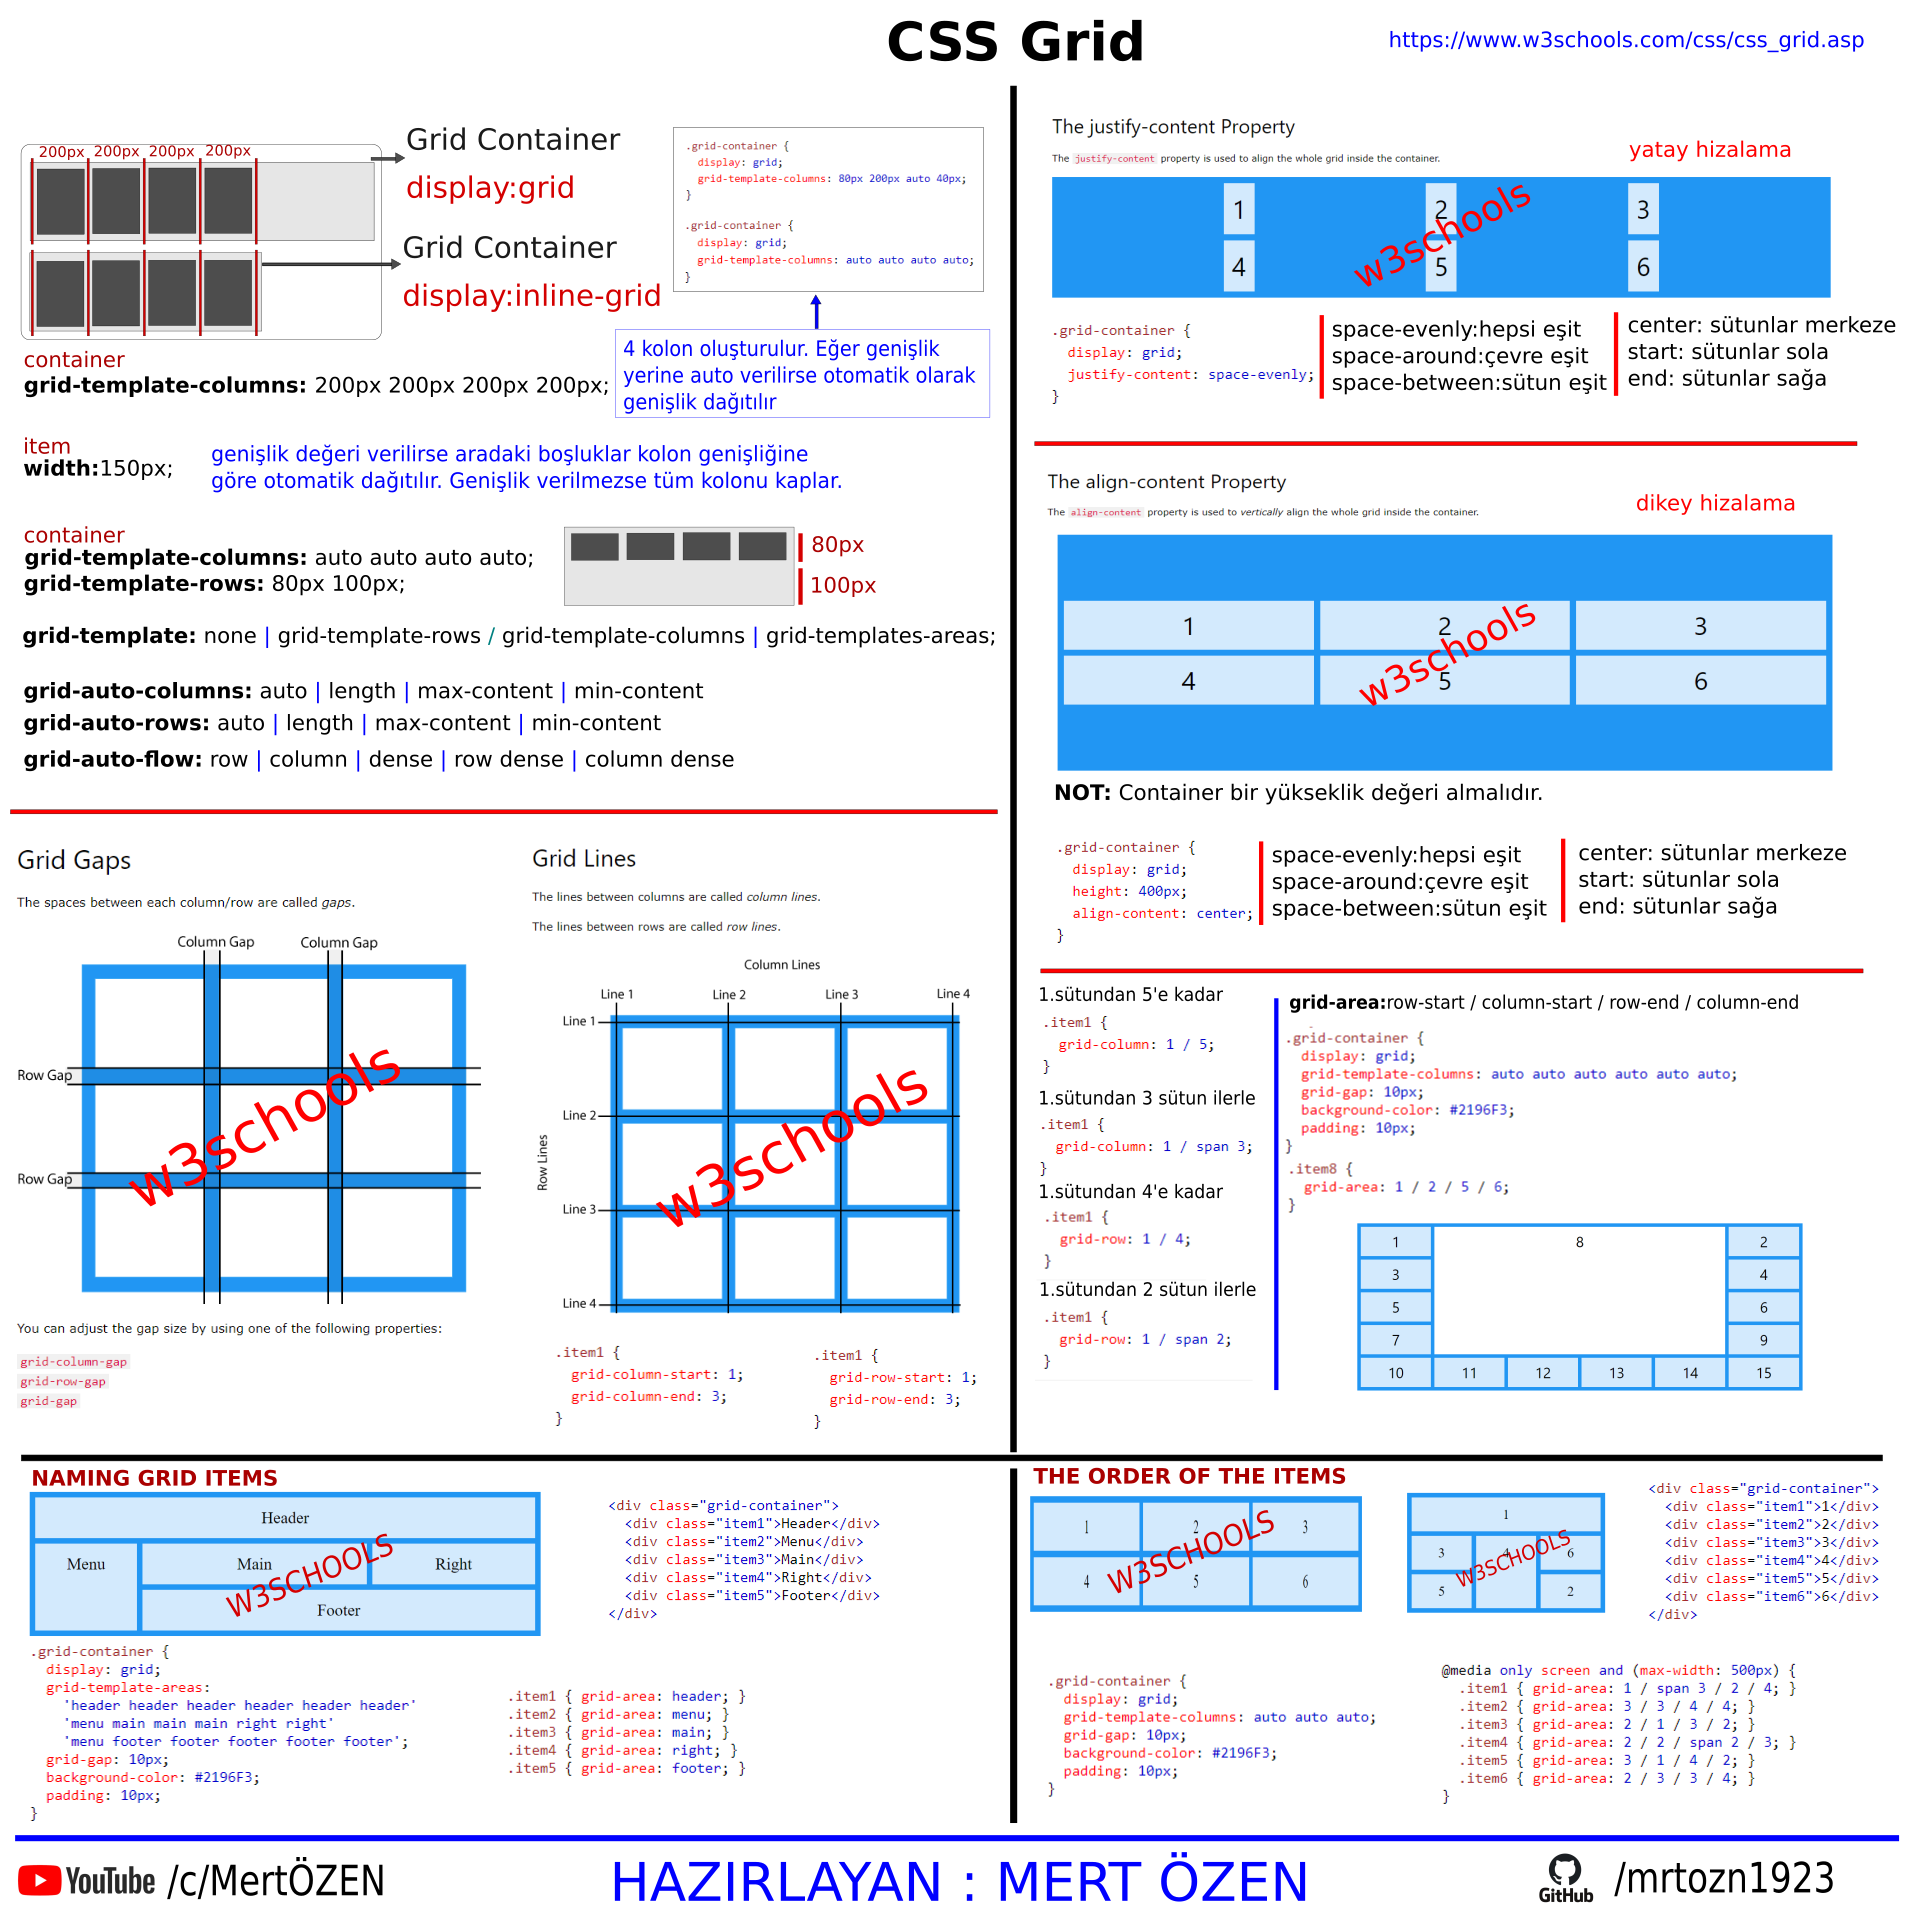 CSS Grid
https://www.w3schools.com/css/css_grid.asp
200px 200px 200px 200px
Grid Container
display:grid
Grid Container
display:inline-grid
.grid-container {
display: grid;
grid-template-columns: 80px 200px auto 40px;
}
.grid-container {
display: grid;
grid-template-columns: auto auto auto auto;
}
container
grid-template-columns: 200px 200px 200px 200px;
4 kolon oluşturulur. Eğer genişlik
yerine auto verilirse otomatik olarak
genişlik dağıtılır
item
width:150px;
genişlik değeri verilirse aradaki boşluklar kolon genişliğine
göre otomatik dağıtılır. Genişlik verilmezse tüm kolonu kaplar.
container
grid-template-columns: auto auto auto auto;
grid-template-rows: 80px 100px;
80px
100px
grid-template: none | grid-template-rows / grid-template-columns | grid-templates-areas;
grid-auto-columns: auto | length | max-content | min-content
grid-auto-rows: auto | length | max-content | min-content
grid-auto-flow: row | column | dense | row dense | column dense
Grid Gaps
The spaces between each column/row are called gaps.
Column Gap Column Gap
Row Gap
Row Gap
w3schools
You can adjust the gap size by using one of the following properties:
grid-column-gap
grid-row-gap
grid-gap
Grid Lines
The lines between columns are called column lines.
The lines between rows are called row lines.
Column Lines
Line 1 Line 2 Line 3 Line 4
Line 1
Line 2
Row Lines
Line 3
Line 4
w3schools
.item1 {
grid-column-start: 1;
grid-column-end: 3;
}
.item1 {
grid-row-start: 1;
grid-row-end: 3;
}
The justify-content Property
The justify-content property is used to align the whole grid inside the container.
yatay hizalama
1 2 3
4 5 6
w3schools
.grid-container {
display: grid;
justify-content: space-evenly;
}
space-evenly:hepsi eşit
space-around:çevre eşit
space-between:sütun eşit
center: sütunlar merkeze
start: sütunlar sola
end: sütunlar sağa
The align-content Property
The align-content property is used to vertically align the whole grid inside the container.
dikey hizalama
1 2 3
4 5 6
w3schools
NOT: Container bir yükseklik değeri almalıdır.
.grid-container {
display: grid;
height: 400px;
align-content: center;
}
space-evenly:hepsi eşit
space-around:çevre eşit
space-between:sütun eşit
center: sütunlar merkeze
start: sütunlar sola
end: sütunlar sağa
1.sütundan 5'e kadar
.item1 {
grid-column: 1 / 5;
}
1.sütundan 3 sütun ilerle
.item1 {
grid-column: 1 / span 3;
}
1.sütundan 4'e kadar
.item1 {
grid-row: 1 / 4;
}
1.sütundan 2 sütun ilerle
.item1 {
grid-row: 1 / span 2;
}
grid-area:row-start / column-start / row-end / column-end
.grid-container {
display: grid;
grid-template-columns: auto auto auto auto auto auto;
grid-gap: 10px;
background-color: #2196F3;
padding: 10px;
}
.item8 {
grid-area: 1 / 2 / 5 / 6;
}
1 8 2
3 4
5 6
7 9
10 11 12 13 14 15
NAMING GRID ITEMS
Header
Menu Main Right
Footer
W3SCHOOLS
<div class="grid-container">
<div class="item1">Header</div>
<div class="item2">Menu</div>
<div class="item3">Main</div>
<div class="item4">Right</div>
<div class="item5">Footer</div>
</div>
.grid-container {
display: grid;
grid-template-areas:
'header header header header header header'
'menu main main main right right'
'menu footer footer footer footer footer';
grid-gap: 10px;
background-color: #2196F3;
padding: 10px;
}
.item1 { grid-area: header; }
.item2 { grid-area: menu; }
.item3 { grid-area: main; }
.item4 { grid-area: right; }
.item5 { grid-area: footer; }
THE ORDER OF THE ITEMS
1 2 3
4 5 6
W3SCHOOLS
1
3 4 6
5 2
W3SCHOOLS
<div class="grid-container">
<div class="item1">1</div>
<div class="item2">2</div>
<div class="item3">3</div>
<div class="item4">4</div>
<div class="item5">5</div>
<div class="item6">6</div>
</div>
.grid-container {
display: grid;
grid-template-columns: auto auto auto;
grid-gap: 10px;
background-color: #2196F3;
padding: 10px;
}
@media only screen and (max-width: 500px) {
.item1 { grid-area: 1 / span 3 / 2 / 4; }
.item2 { grid-area: 3 / 3 / 4 / 4; }
.item3 { grid-area: 2 / 1 / 3 / 2; }
.item4 { grid-area: 2 / 2 / span 2 / 3; }
.item5 { grid-area: 3 / 1 / 4 / 2; }
.item6 { grid-area: 2 / 3 / 3 / 4; }
}
YouTube /c/MertÖZEN
HAZIRLAYAN : MERT ÖZEN
GitHub /mrtozn1923